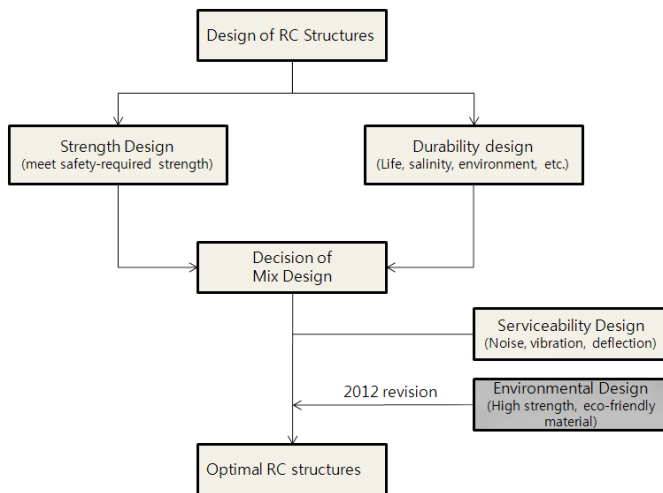 Design of RC Structures
Strength Design
(meet safety-required strength)
Durability design
(Life, salinity, environment, etc.)
Decision of
Mix Design
Serviceability Design
(Noise, vibration, deflection)
2012 revision
Environmental Design
(High strength, eco-friendly
material)
Optimal RC structures